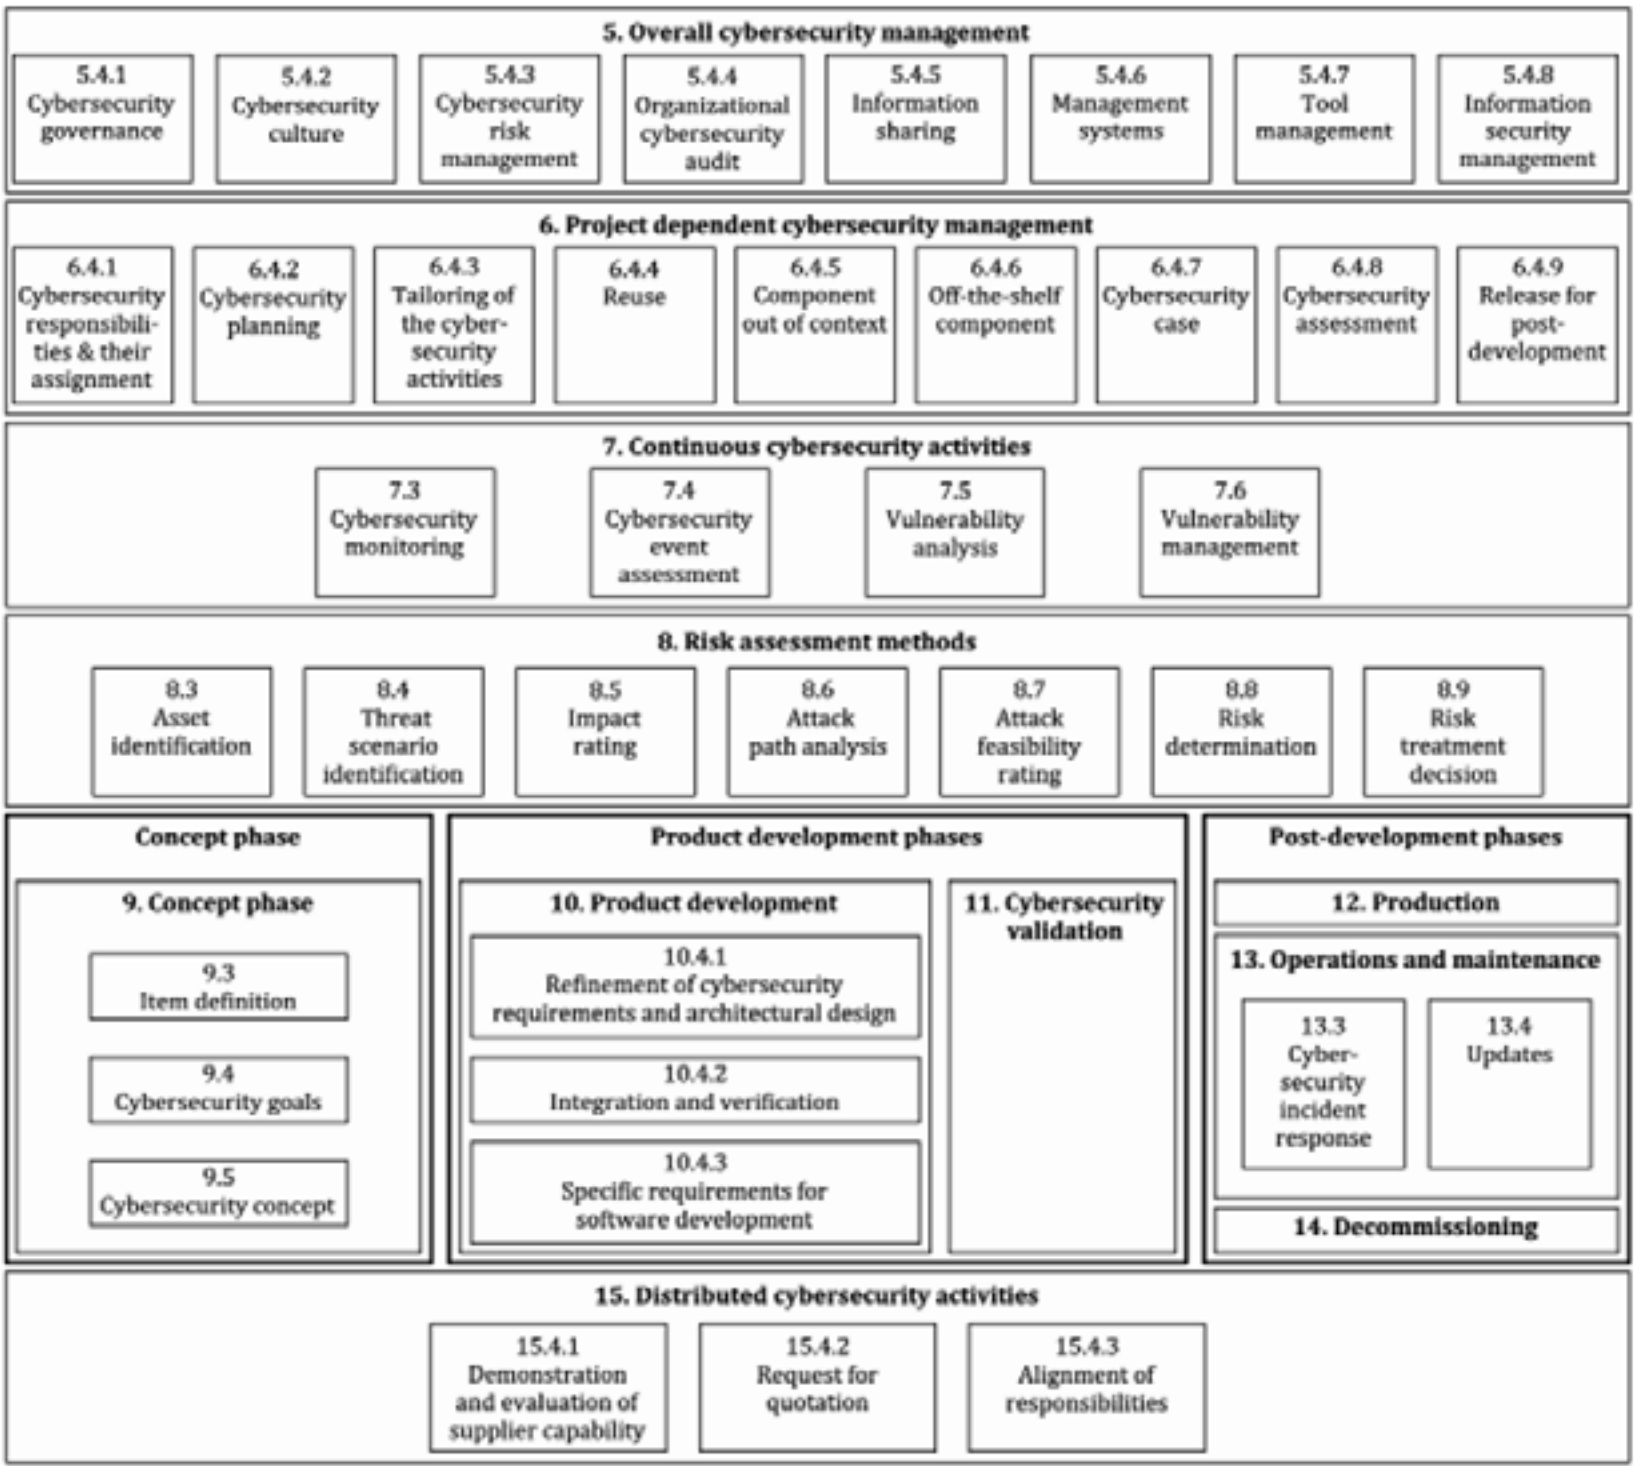 5. Overall cybersecurity management
5.4.1
Cybersecurity
governance
5.4.2
Cybersecurity
culture
5.4.3
Cybersecurity
risk
management
5.4.4
Organizational
cybersecurity
audit
5.4.5
Information
sharing
5.4.6
Management
systems
5.4.7
Tool
management
5.4.8
Information
security
management
6. Project dependent cybersecurity management
6.4.1
Cybersecurity
responsibili-
ties & their
assignment
6.4.2
Cybersecurity
planning
6.4.3
Tailoring of
the cyber-
security
activities
6.4.4
Reuse
6.4.5
Component
out of context
6.4.6
Off-the-shelf
component
6.4.7
Cybersecurity
case
6.4.8
Cybersecurity
assessment
6.4.9
Release for
post-
development
7. Continuous cybersecurity activities
7.3
Cybersecurity
monitoring
7.4
Cybersecurity
event
assessment
7.5
Vulnerability
analysis
7.6
Vulnerability
management
8. Risk assessment methods
8.3
Asset
identification
8.4
Threat
scenario
identification
8.5
Impact
rating
8.6
Attack
path analysis
8.7
Attack
feasibility
rating
8.8
Risk
determination
8.9
Risk
treatment
decision
Concept phase
9. Concept phase
9.3
Item definition
9.4
Cybersecurity goals
9.5
Cybersecurity concept
Product development phases
10. Product development
10.4.1
Refinement of cybersecurity
requirements and architectural design
10.4.2
Integration and verification
10.4.3
Specific requirements for
software development
11. Cybersecurity
validation
Post-development phases
12. Production
13. Operations and maintenance
13.3
Cyber-
security
incident
response
13.4
Updates
14. Decommissioning
15. Distributed cybersecurity activities
15.4.1
Demonstration
and evaluation of
supplier capability
15.4.2
Request for
quotation
15.4.3
Alignment of
responsibilities